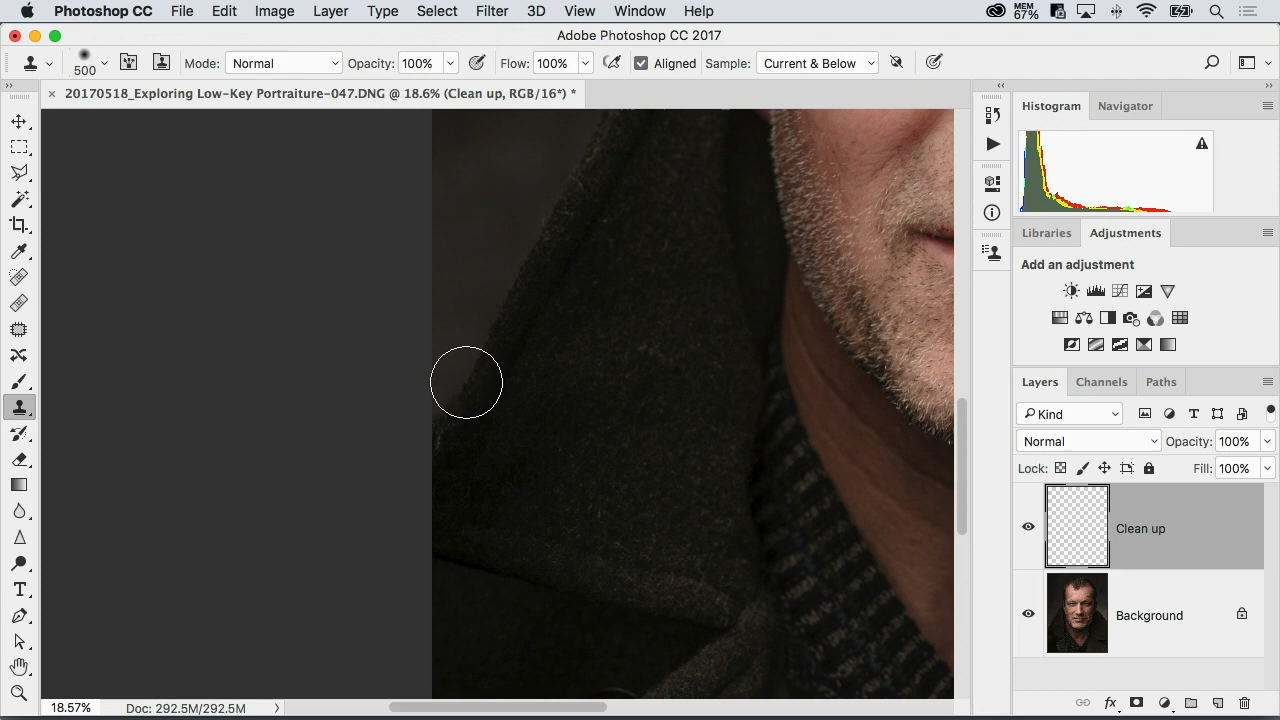 Photoshop CC File Edit Image Layer Type Select Filter 3D View Window Help MEM 67%
Adobe Photoshop CC 2017
500 Mode: Normal Opacity: 100% Flow: 100% Aligned Sample: Current & Below
× 20170518_Exploring Low-Key Portraiture-047.DNG @ 18.6% (Clean up, RGB/16*) *
Histogram Navigator
Libraries Adjustments
Add an adjustment
Layers Channels Paths
Kind
Normal Opacity: 100%
Lock: Fill: 100%
Clean up
Background
fx
18.57% Doc: 292.5M/292.5M